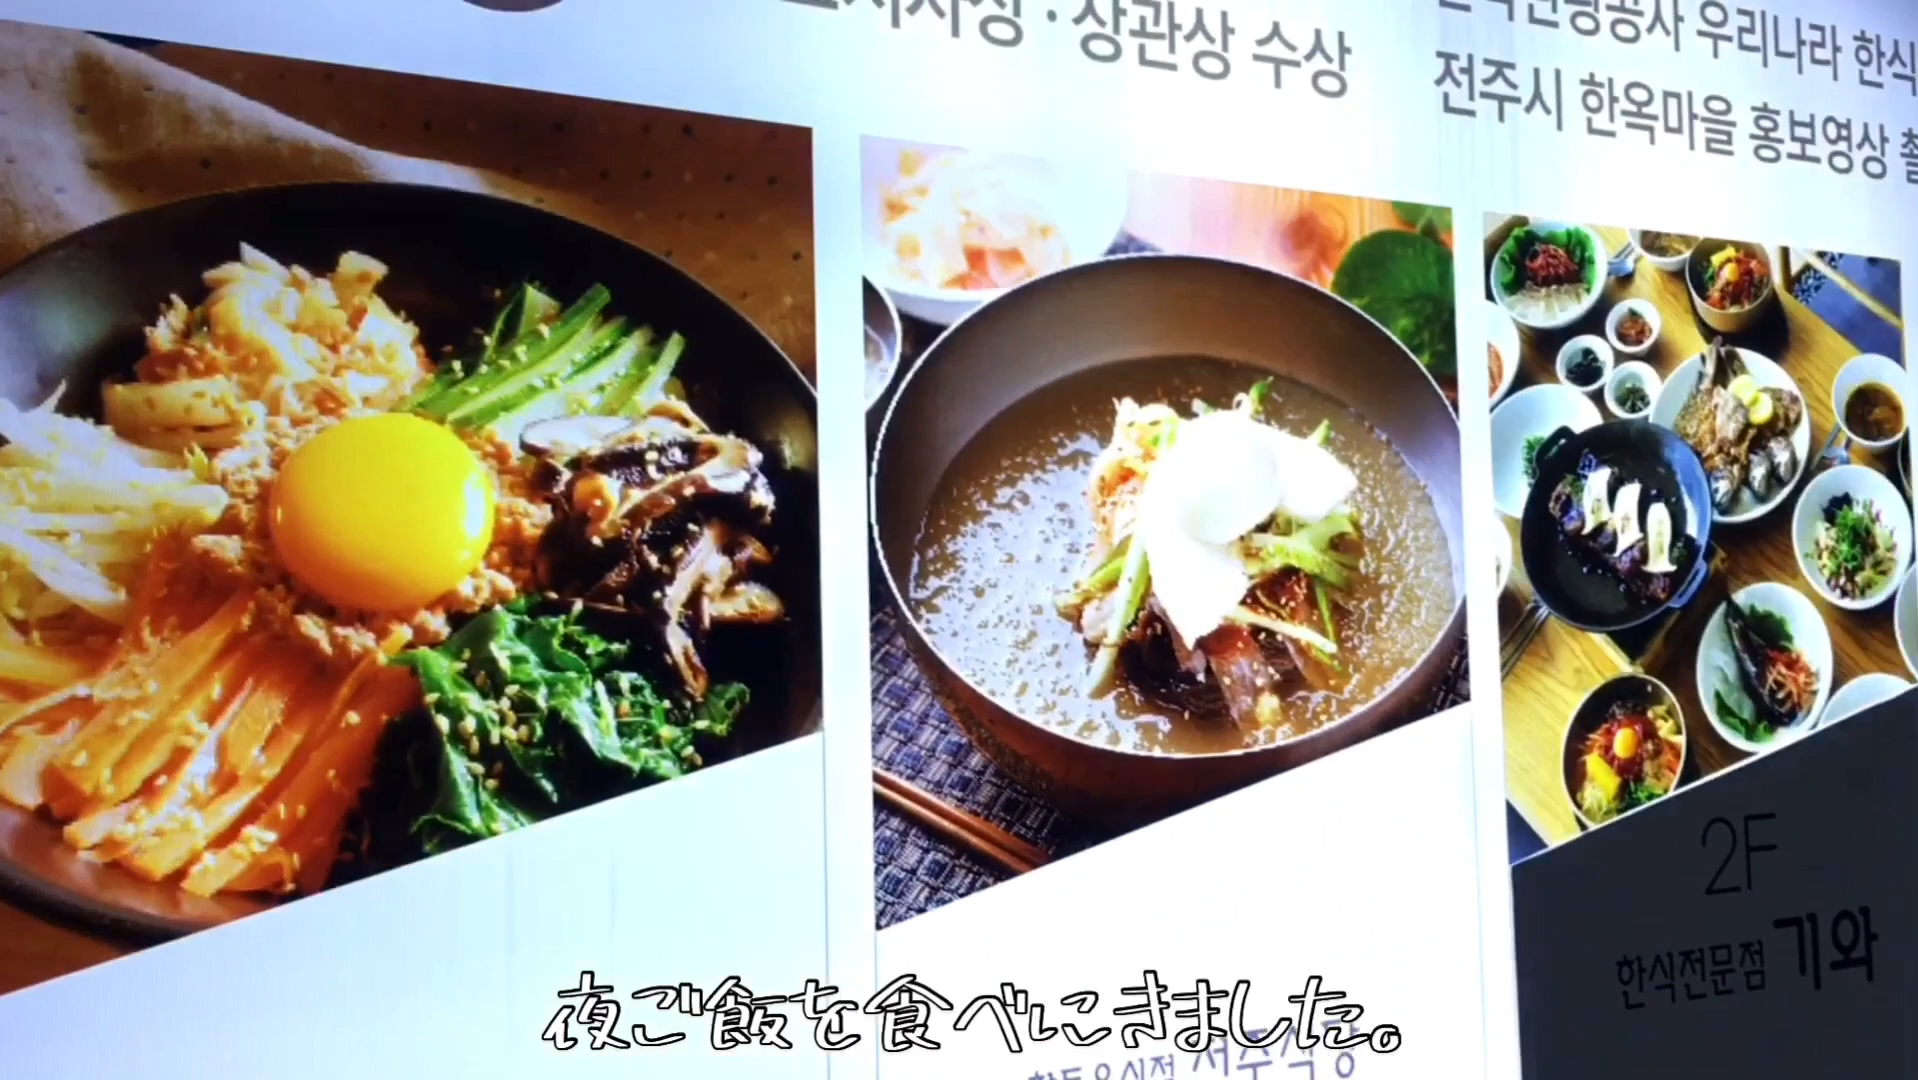 상·상관상 수상
우리나라 한식
전주시 한옥마을 홍보영상
2F
한식전문점 기와
夜ご飯を食べにきました。